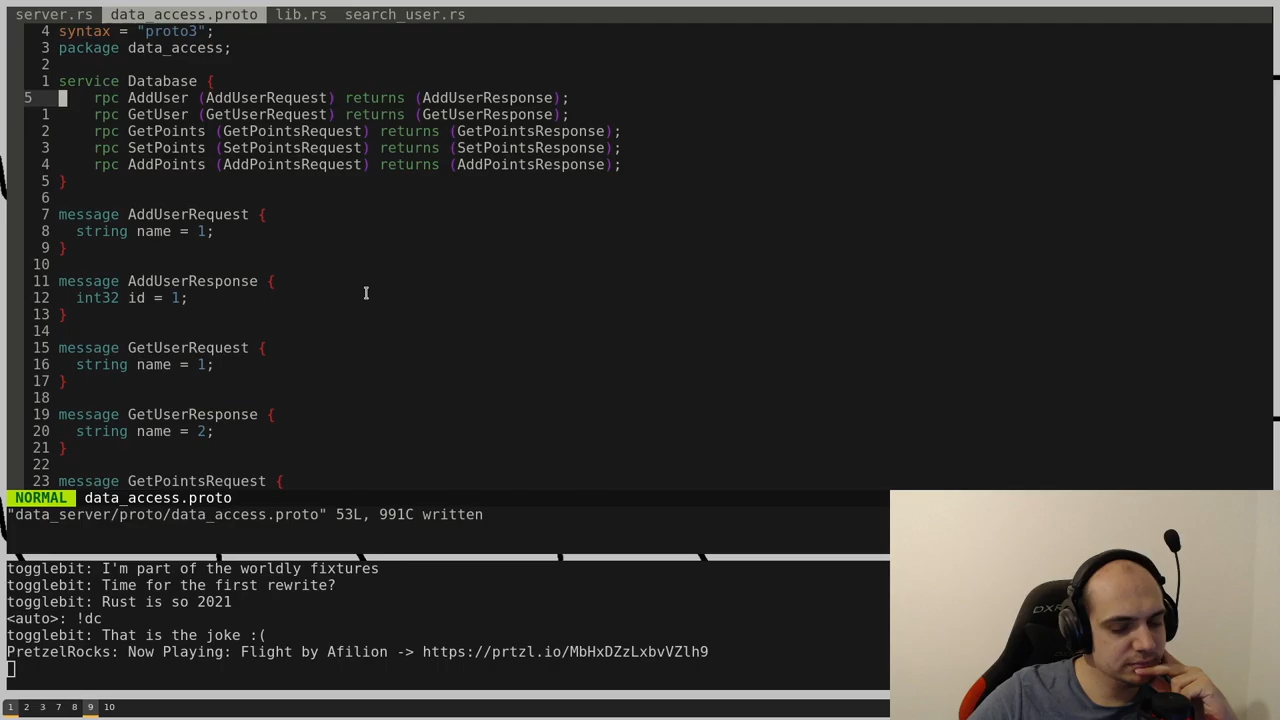 server.rs data_access.proto lib.rs search_user.rs
4 syntax = "proto3";
3 package data_access;
2
1 service Database {
5 rpc AddUser (AddUserRequest) returns (AddUserResponse);
1 rpc GetUser (GetUserRequest) returns (GetUserResponse);
2 rpc GetPoints (GetPointsRequest) returns (GetPointsResponse);
3 rpc SetPoints (SetPointsRequest) returns (SetPointsResponse);
4 rpc AddPoints (AddPointsRequest) returns (AddPointsResponse);
5 }
6
7 message AddUserRequest {
8 string name = 1;
9 }
10
11 message AddUserResponse {
12 int32 id = 1;
13 }
14
15 message GetUserRequest {
16 string name = 1;
17 }
18
19 message GetUserResponse {
20 string name = 2;
21 }
22
23 message GetPointsRequest {
NORMAL data_access.proto
"data_server/proto/data_access.proto" 53L, 991C written
togglebit: I'm part of the worldly fixtures
togglebit: Time for the first rewrite?
togglebit: Rust is so 2021
<auto>: !dc
togglebit: That is the joke :(
PretzelRocks: Now Playing: Flight by Afilion -> https://prtzl.io/MbHxDZzLxbvVZlh9
1 2 3 7 8 9 10